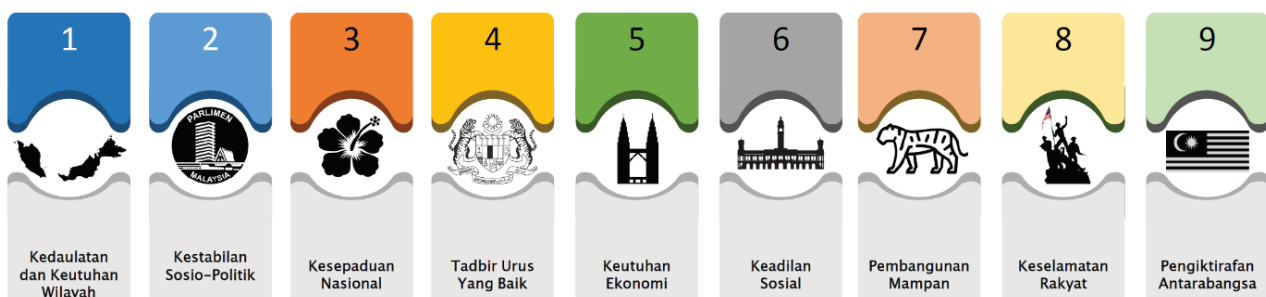 1
Kedaulatan
dan Keutuhan
Wilayah
2
PARLIMEN
MALAYSIA
Kestabilan
Sosio-Politik
3
Kesepaduan
Nasional
4
Tadbir Urus
Yang Baik
5
Keutuhan
Ekonomi
6
Keadilan
Sosial
7
Pembangunan
Mampan
8
Keselamatan
Rakyat
9
Pengiktirafan
Antarabangsa